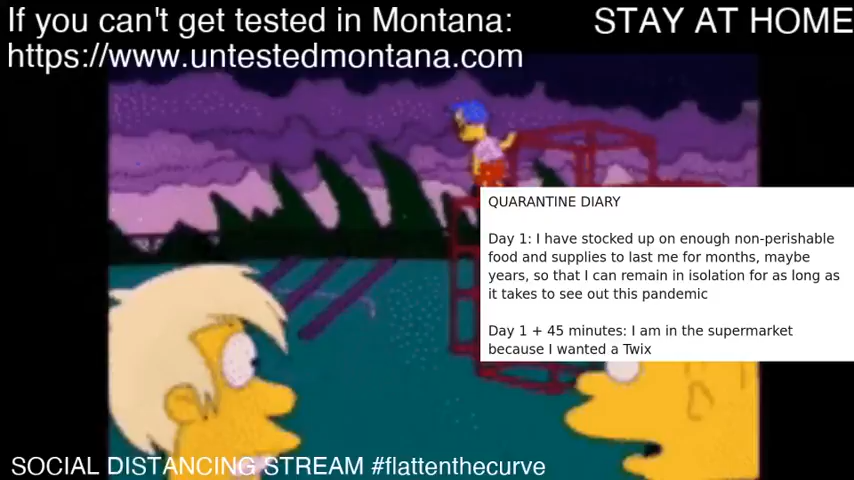 If you can't get tested in Montana:
STAY AT HOME
https://www.untestedmontana.com
QUARANTINE DIARY
Day 1: I have stocked up on enough non-perishable
food and supplies to last me for months, maybe
years, so that I can remain in isolation for as long as
it takes to see out this pandemic
Day 1 + 45 minutes: I am in the supermarket
because I wanted a Twix
SOCIAL DISTANCING STREAM #flattenthecurve